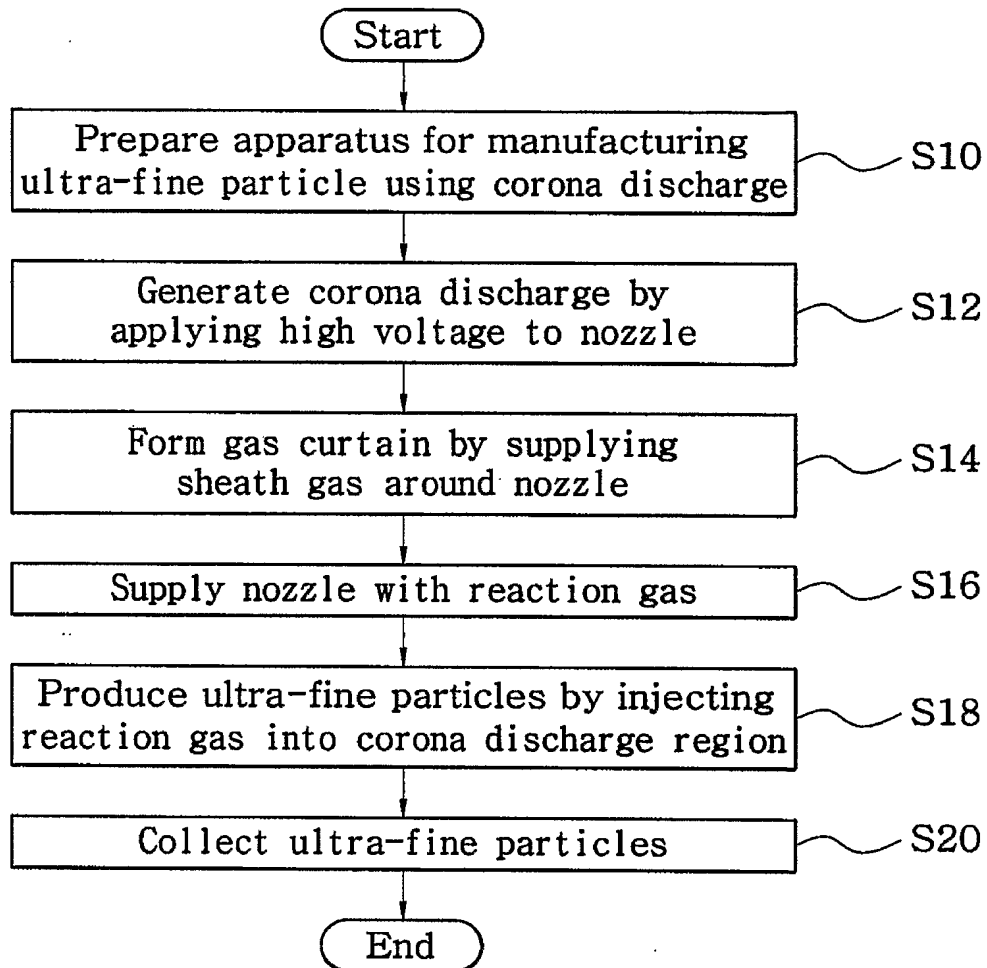 Start
Prepare apparatus for manufacturing
ultra-fine particle using corona discharge
S10
Generate corona discharge by
applying high voltage to nozzle
S12
Form gas curtain by supplying
sheath gas around nozzle
S14
Supply nozzle with reaction gas
S16
Produce ultra-fine particles by injecting
reaction gas into corona discharge region
S18
Collect ultra-fine particles
S20
End